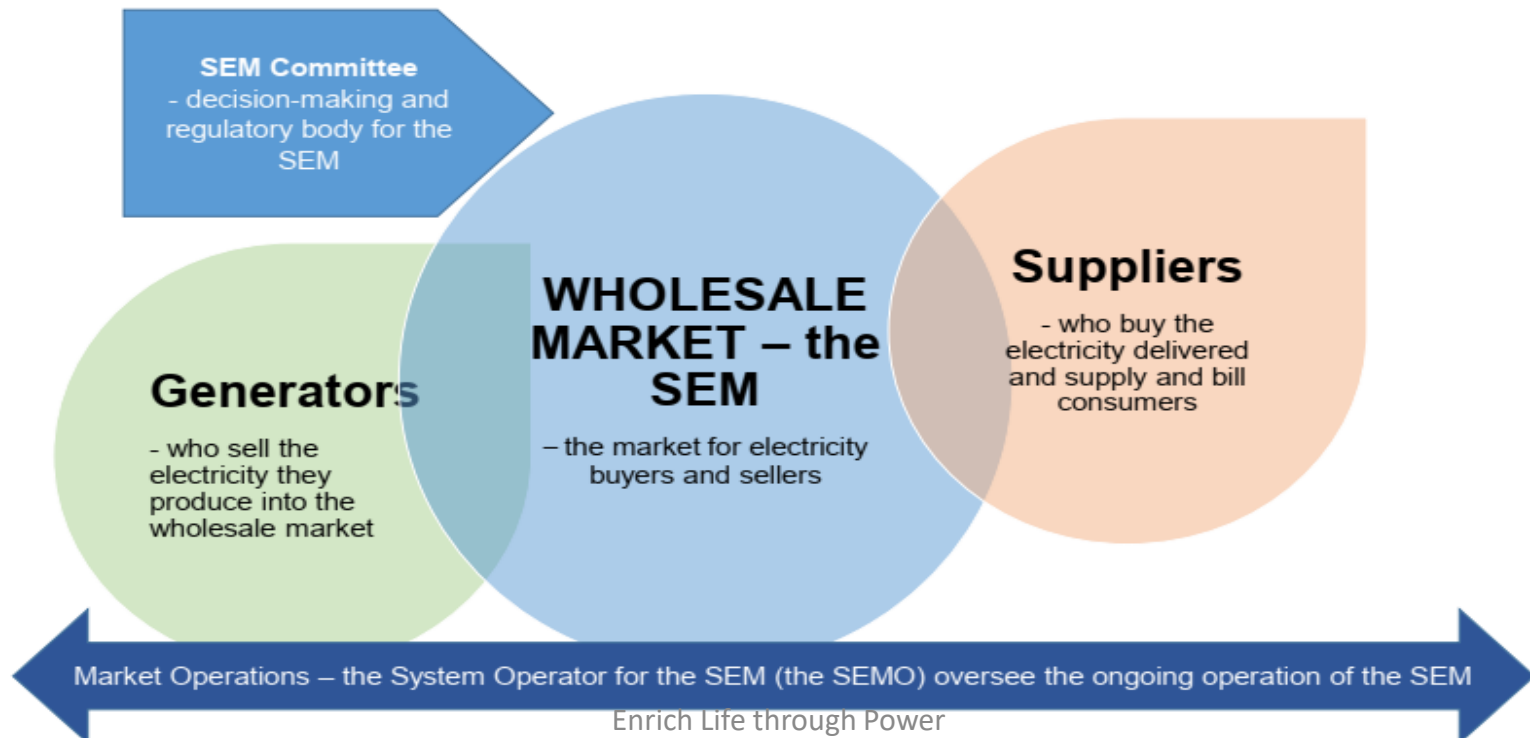 SEM Committee
- decision-making and
regulatory body for the
SEM
Generators
- who sell the
electricity they
produce into the
wholesale market
WHOLESALE
MARKET – the
SEM
– the market for electricity
buyers and sellers
Suppliers
- who buy the
electricity delivered
and supply and bill
consumers
Market Operations – the System Operator for the SEM (the SEMO) oversee the ongoing operation of the SEM
Enrich Life through Power